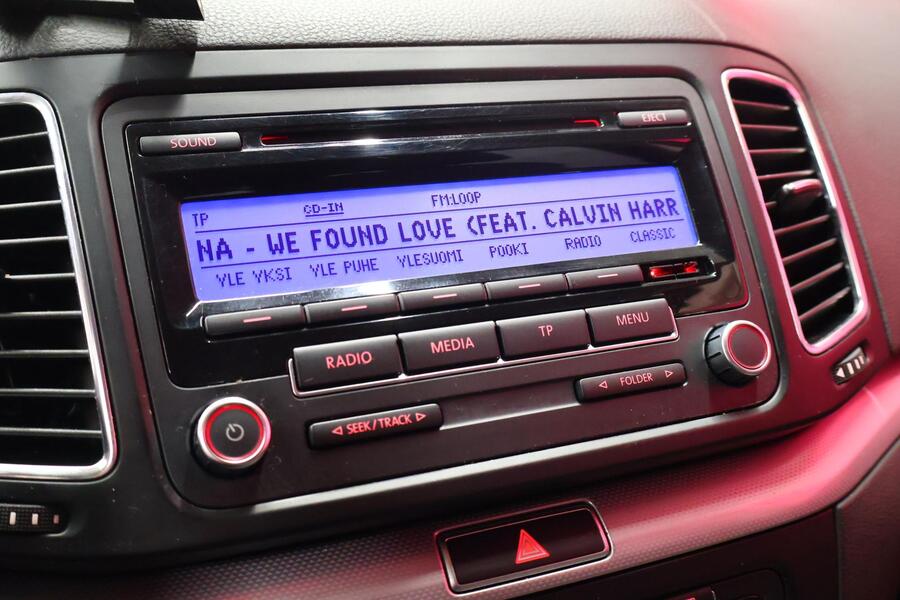 SOUND
EJECT
TP CD-IN FM:LOOP
NA - WE FOUND LOVE (FEAT. CALVIN HARR
YLE YKSI YLE PUHE YLESUOMI POOKI RADIO CLASSIC
RADIO MEDIA TP MENU
SEEK/TRACK
FOLDER